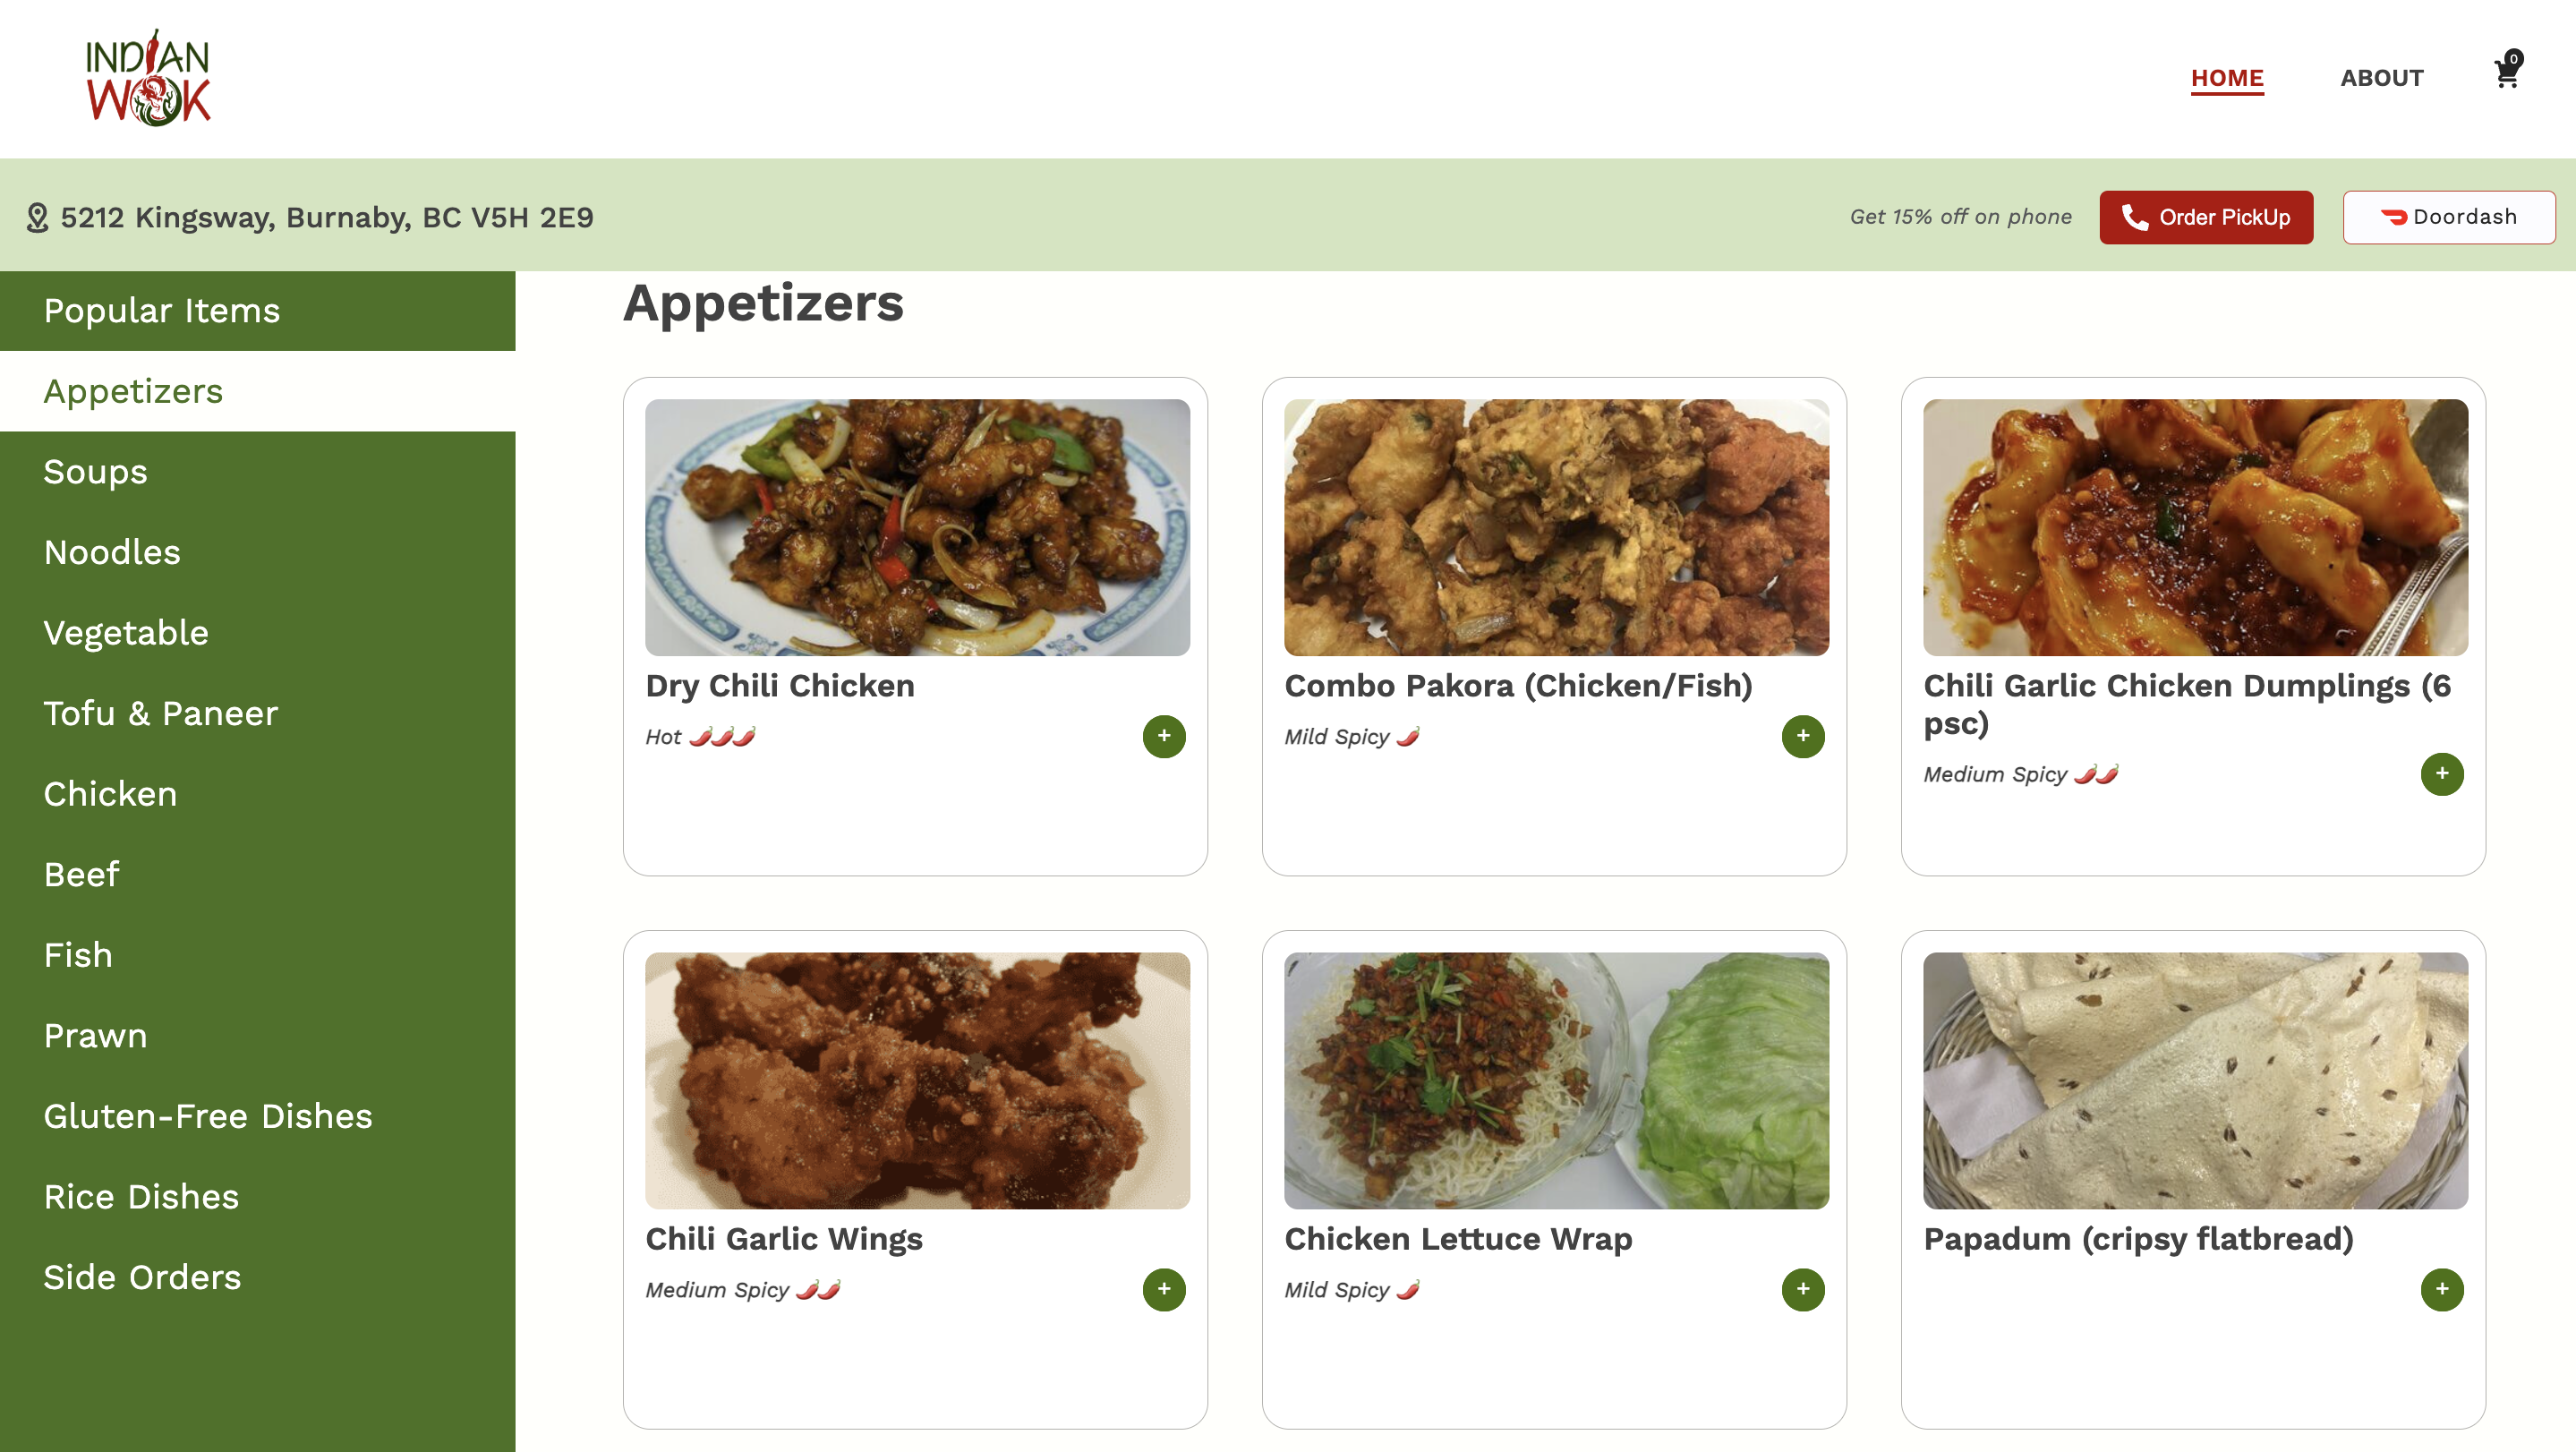 INDIAN
WOK
HOME
ABOUT
0
5212 Kingsway, Burnaby, BC V5H 2E9
Get 15% off on phone
Order PickUp
Doordash
Popular Items
Appetizers
Soups
Noodles
Vegetable
Tofu & Paneer
Chicken
Beef
Fish
Prawn
Gluten-Free Dishes
Rice Dishes
Side Orders
Appetizers
Dry Chili Chicken
Hot 🌶️🌶️🌶️
+
Combo Pakora (Chicken/Fish)
Mild Spicy 🌶️
+
Chili Garlic Chicken Dumplings (6
psc)
Medium Spicy 🌶️🌶️
+
Chili Garlic Wings
Medium Spicy 🌶️🌶️
+
Chicken Lettuce Wrap
Mild Spicy 🌶️
+
Papadum (cripsy flatbread)
+